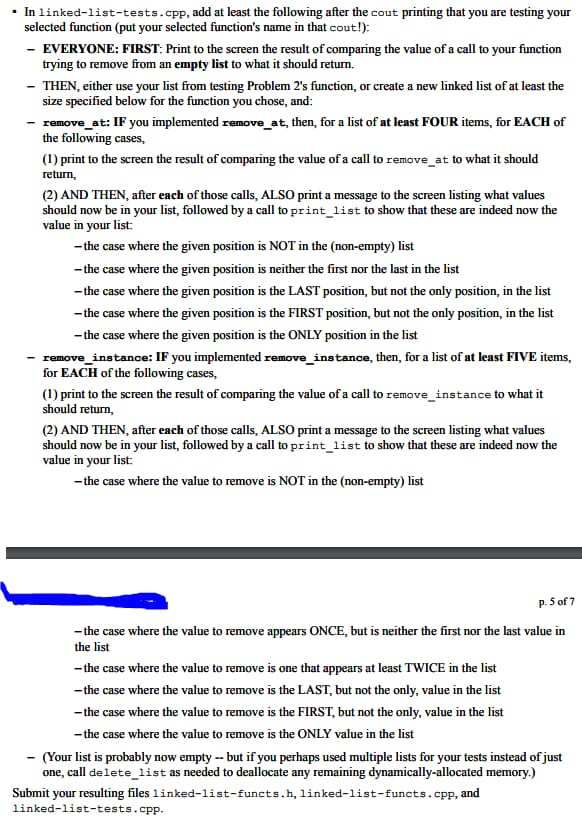 • In linked-list-tests.cpp, add at least the following after the cout printing that you are testing your
selected function (put your selected function's name in that cout!):
– EVERYONE: FIRST: Print to the screen the result of comparing the value of a call to your function
trying to remove from an empty list to what it should return.
– THEN, either use your list from testing Problem 2's function, or create a new linked list of at least the
size specified below for the function you chose, and:
– remove_at: IF you implemented remove_at, then, for a list of at least FOUR items, for EACH of
the following cases,
(1) print to the screen the result of comparing the value of a call to remove_at to what it should
return,
(2) AND THEN, after each of those calls, ALSO print a message to the screen listing what values
should now be in your list, followed by a call to print_list to show that these are indeed now the
value in your list:
– the case where the given position is NOT in the (non-empty) list
– the case where the given position is neither the first nor the last in the list
– the case where the given position is the LAST position, but not the only position, in the list
– the case where the given position is the FIRST position, but not the only position, in the list
– the case where the given position is the ONLY position in the list
– remove_instance: IF you implemented remove_instance, then, for a list of at least FIVE items,
for EACH of the following cases,
(1) print to the screen the result of comparing the value of a call to remove_instance to what it
should return,
(2) AND THEN, after each of those calls, ALSO print a message to the screen listing what values
should now be in your list, followed by a call to print_list to show that these are indeed now the
value in your list:
– the case where the value to remove is NOT in the (non-empty) list
p. 5 of 7
– the case where the value to remove appears ONCE, but is neither the first nor the last value in
the list
– the case where the value to remove is one that appears at least TWICE in the list
– the case where the value to remove is the LAST, but not the only, value in the list
– the case where the value to remove is the FIRST, but not the only, value in the list
– the case where the value to remove is the ONLY value in the list
– (Your list is probably now empty -- but if you perhaps used multiple lists for your tests instead of just
one, call delete_list as needed to deallocate any remaining dynamically-allocated memory.)
Submit your resulting files linked-list-functs.h, linked-list-functs.cpp, and
linked-list-tests.cpp.